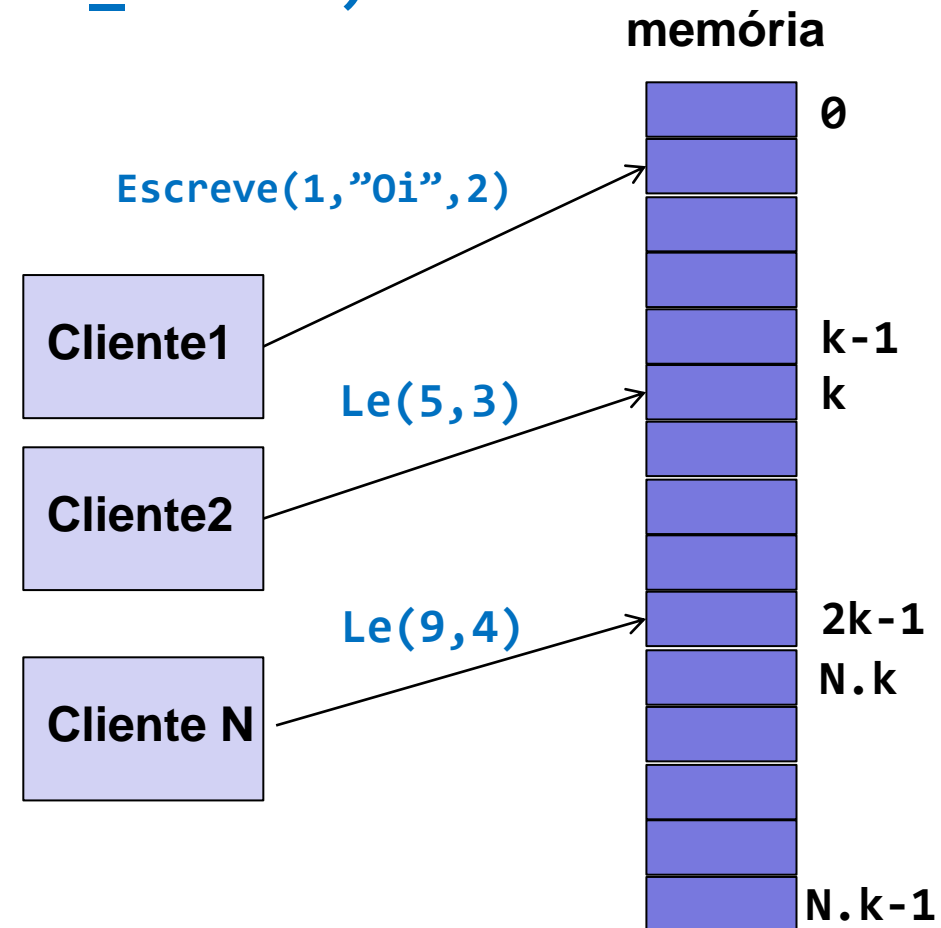 memória
0
Escreve(1,”Oi”,2)
Cliente1
k-1
Le(5,3)
k
Cliente2
Le(9,4)
2k-1
N.k
Cliente N
N.k-1